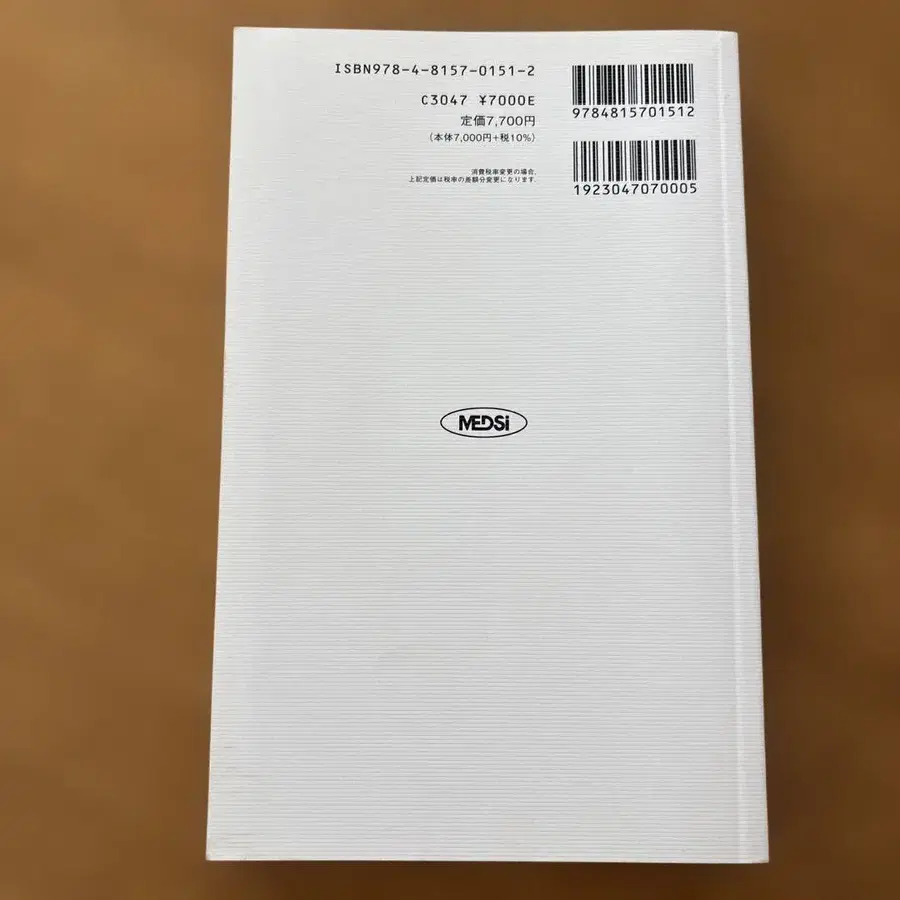 ISBN978-4-8157-0151-2
C3047 ¥7000E
定価7,700円
(本体7,000円+税10%)
消費税率変更の場合,
上記定価は税率の差額分変更になります.
9784815701512
1923047070005
MEDSi